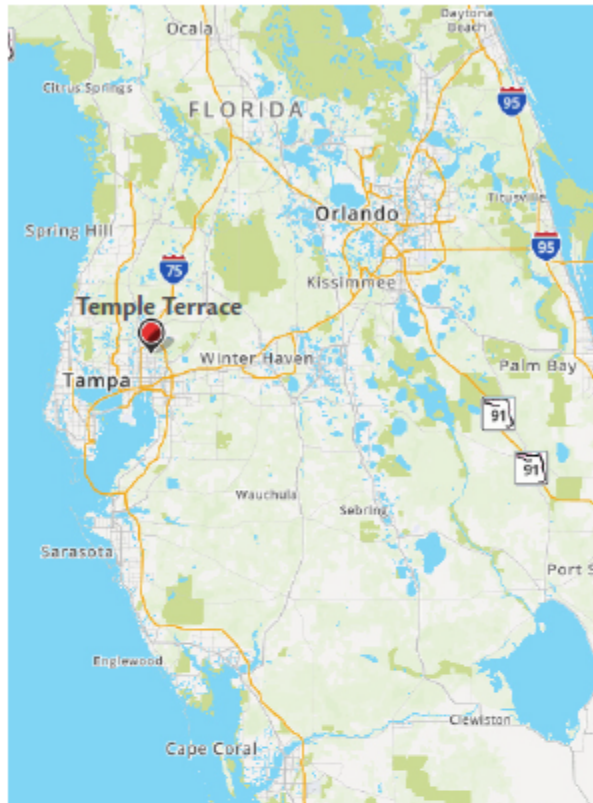 Daytona
Beach
Ocala
Citrus Springs
95
FLORIDA
Titusville
Orlando
Spring Hill
95
75
Kissimmee
Temple Terrace
Winter Haven
Palm Bay
Tampa
91
91
Wauchula
Sebring
Sarasota
Port S
Englewood
Clewiston
Cape Coral